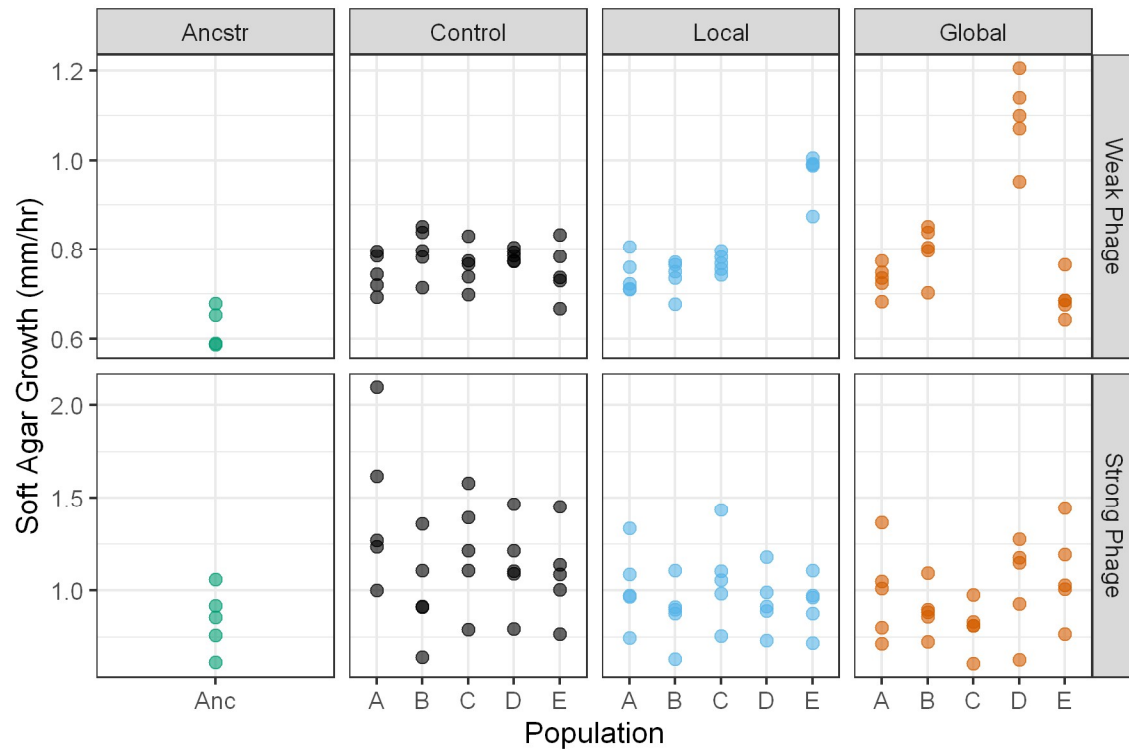 Ancstr Control Local Global
Soft Agar Growth (mm/hr)
1.2
1.0
0.8
0.6
Weak Phage
2.0
1.5
1.0
Strong Phage
Anc A B C D E A B C D E A B C D E
Population